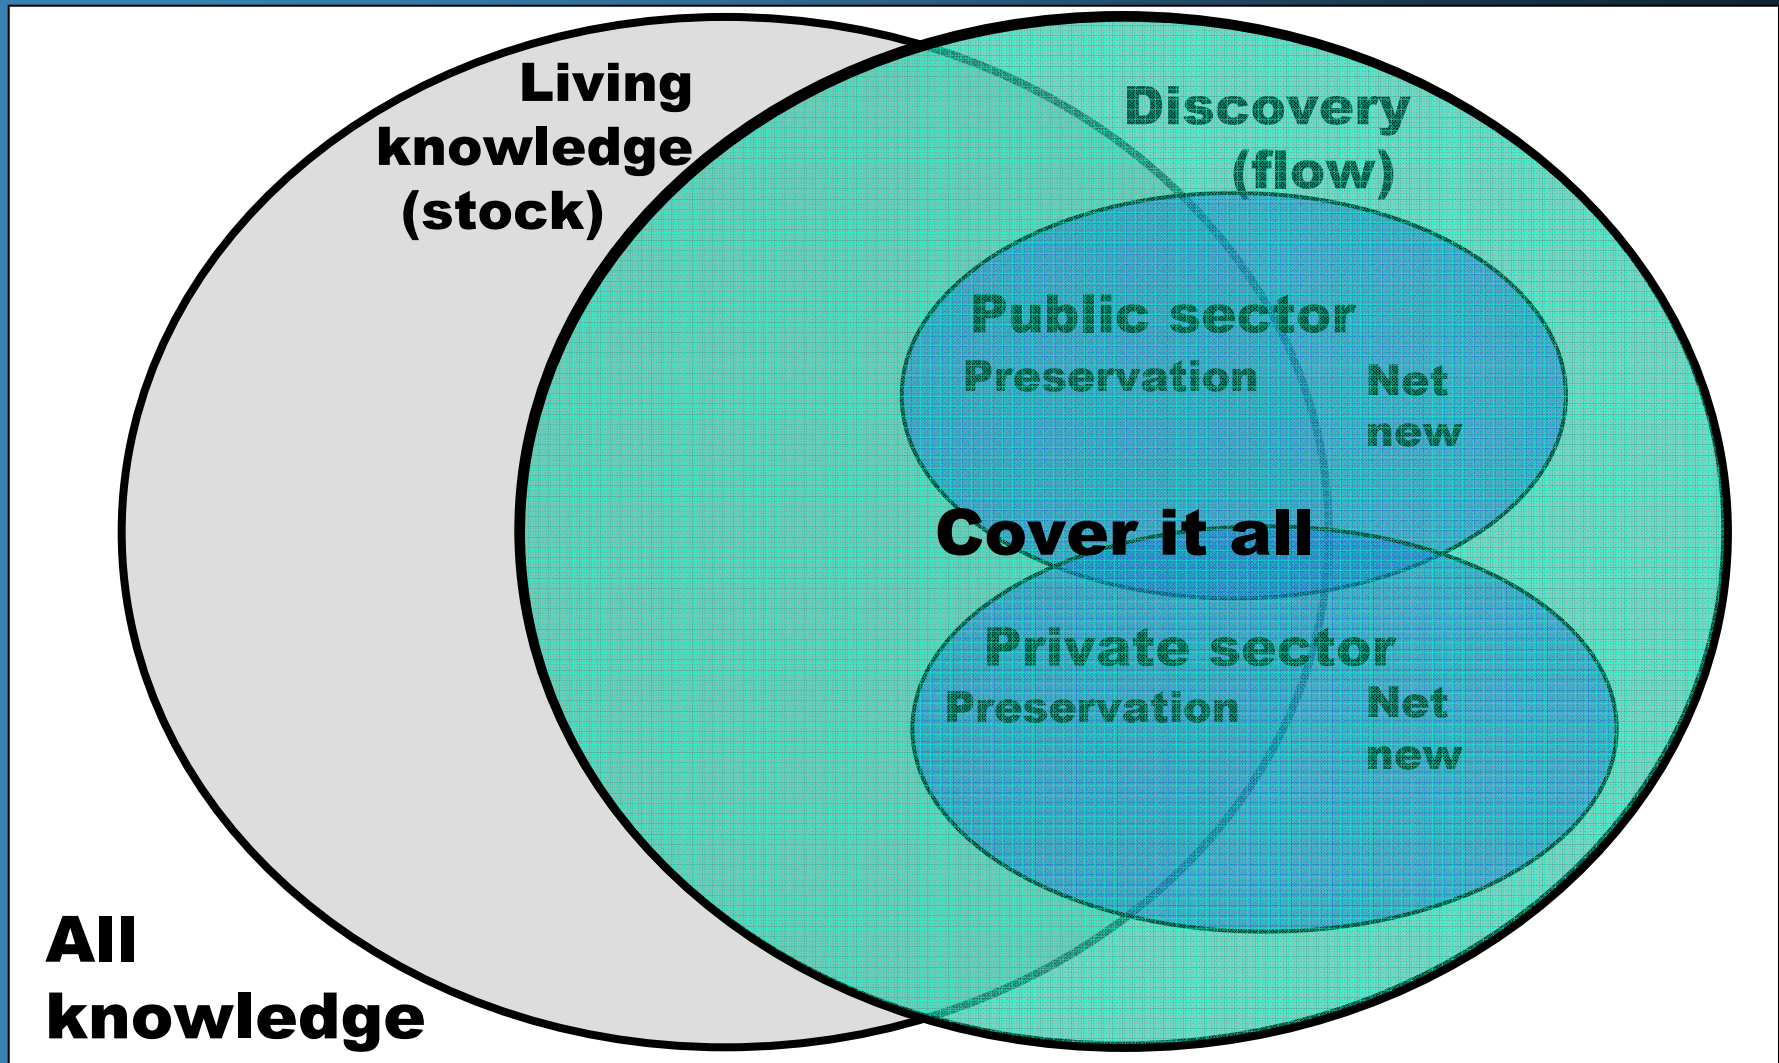 Living
knowledge
(stock)
Discovery
(flow)
Public sector
Preservation
Net
new
Cover it all
Private sector
Preservation
Net
new
All
knowledge